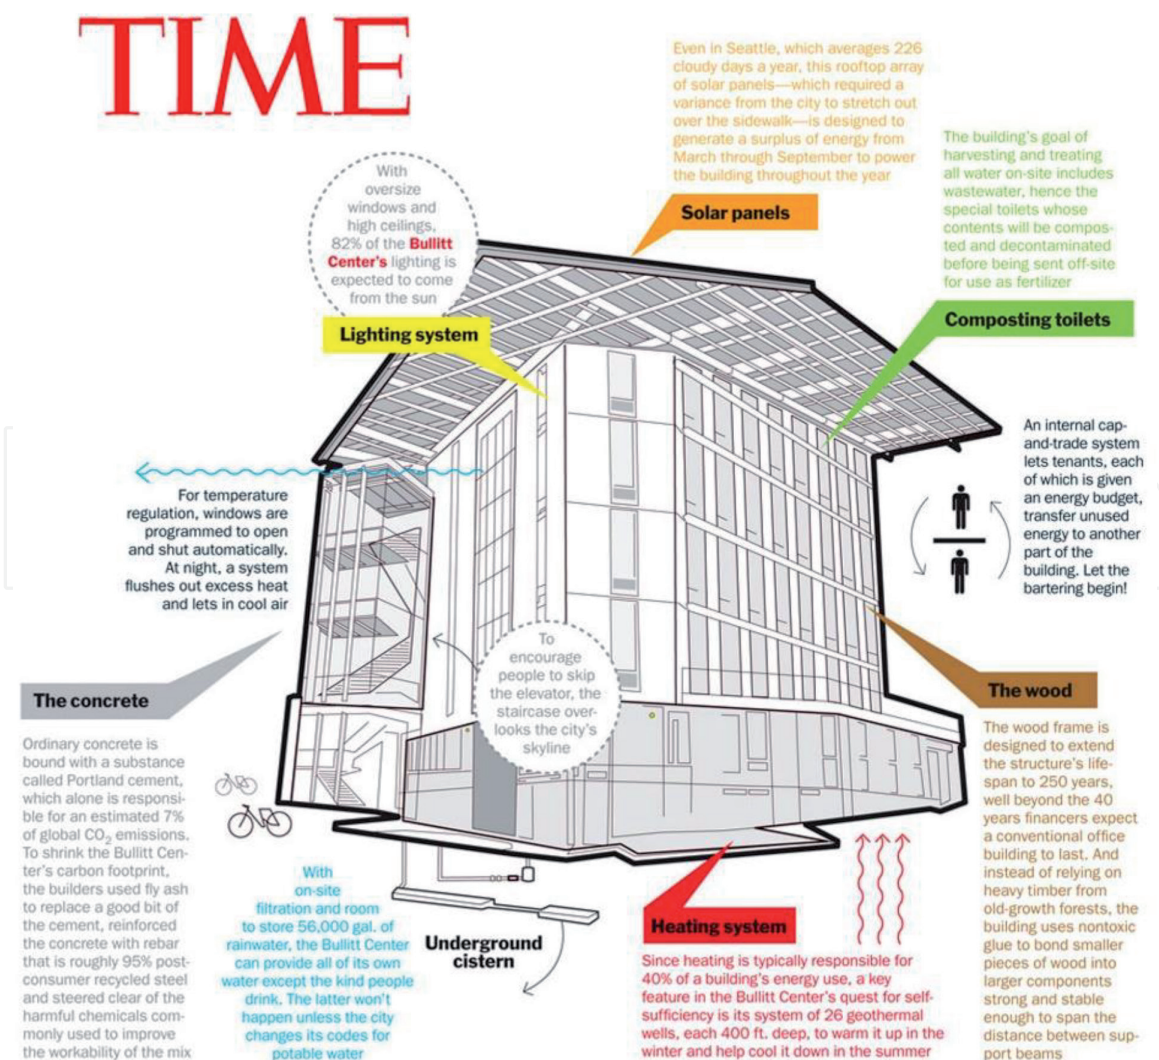 TIME
Even in Seattle, which averages 226
cloudy days a year, this rooftop array
of solar panels—which required a
variance from the city to stretch out
over the sidewalk—is designed to
generate a surplus of energy from
March through September to power
the building throughout the year
Solar panels
The building's goal of
harvesting and treating
all water on-site includes
wastewater, hence the
special toilets whose
contents will be compos-
ted and decontaminated
before being sent off-site
for use as fertilizer
Composting toilets
With
oversize
windows and
high ceilings,
82% of the Bullitt
Center's lighting is
expected to come
from the sun
Lighting system
An internal cap-
and-trade system
lets tenants, each
of which is given
an energy budget,
transfer unused
energy to another
part of the
building. Let the
bartering begin!
For temperature
regulation, windows are
programmed to open
and shut automatically.
At night, a system
flushes out excess heat
and lets in cool air
To
encourage
people to skip
the elevator, the
staircase over-
looks the city's
skyline
The concrete
Ordinary concrete is
bound with a substance
called Portland cement,
which alone is responsi-
ble for an estimated 7%
of global CO₂ emissions.
To shrink the Bullitt Cen-
ter's carbon footprint,
the builders used fly ash
to replace a good bit of
the cement, reinforced
the concrete with rebar
that is roughly 95% post-
consumer recycled steel
and steered clear of the
harmful chemicals com-
monly used to improve
the workability of the mix
With
on-site
filtration and room
to store 56,000 gal. of
rainwater, the Bullitt Center
can provide all of its own
water except the kind people
drink. The latter won't
happen unless the city
changes its codes for
potable water
Underground
cistern
Heating system
Since heating is typically responsible for
40% of a building's energy use, a key
feature in the Bullitt Center's quest for self-
sufficiency is its system of 26 geothermal
wells, each 400 ft. deep, to warm it up in the
winter and help cool it down in the summer
The wood
The wood frame is
designed to extend
the structure's life-
span to 250 years,
well beyond the 40
years financers expect
a conventional office
building to last. And
instead of relying on
heavy timber from
old-growth forests, the
building uses nontoxic
glue to bond smaller
pieces of wood into
larger components
strong and stable
enough to span the
distance between sup-
port beams